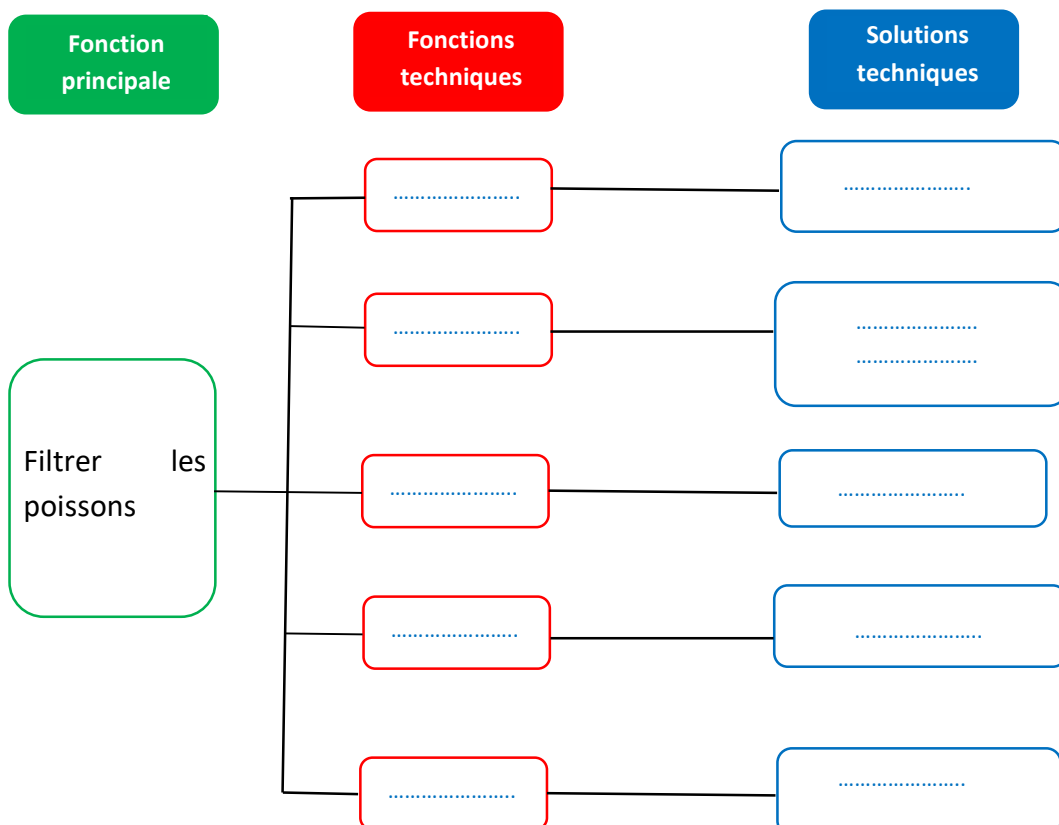 Fonction
principale
Fonctions
techniques
Solutions
techniques
…………………..
…………………..
…………………..
………………….
………………….
Filtrer les
poissons
…………………..
…………………..
…………………..
…………………..
…………………..
…………………..